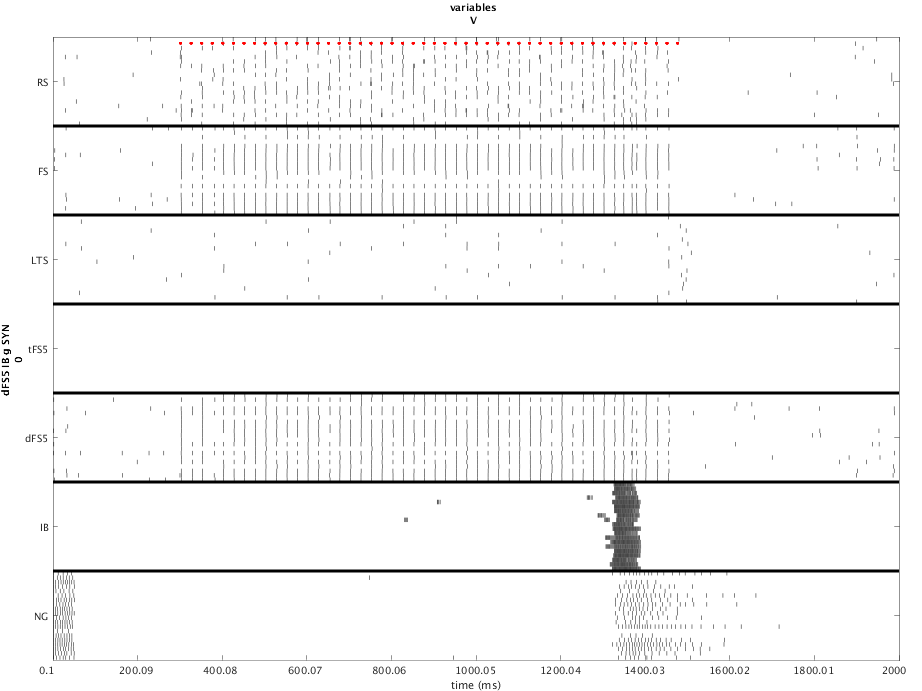 variables
V
RS
FS
LTS
tFS5
dFS5
IB
NG
dFS5 IB g SYN
0
0.1 200.09 400.08 600.07 800.06 1000.05 1200.04 1400.03 1600.02 1800.01 2000
time (ms)